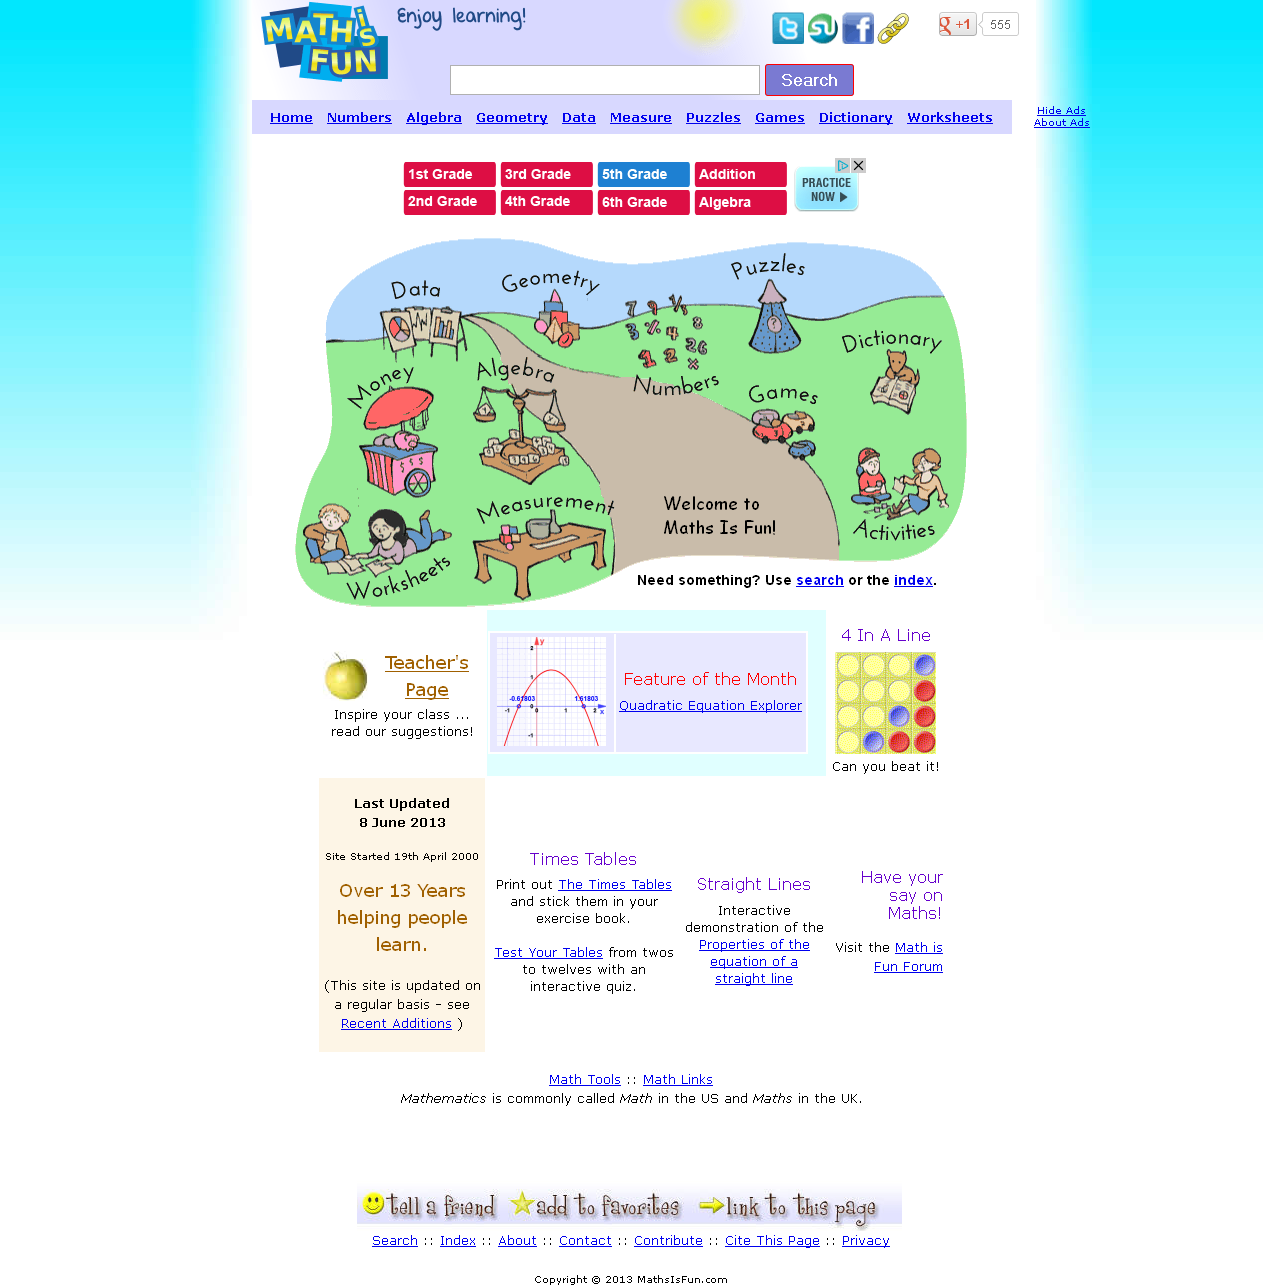 MATH IS FUN
Enjoy learning!
g +1 555
Search
Home Numbers Algebra Geometry Data Measure Puzzles Games Dictionary Worksheets
Hide Ads
About Ads
1st Grade 3rd Grade 5th Grade Addition
2nd Grade 4th Grade 6th Grade Algebra
PRACTICE
NOW
Data
Geometry
Puzzles
Dictionary
Money
Algebra
Numbers
Games
Measurement
Welcome to
Maths Is Fun!
Activities
Worksheets
Need something? Use search or the index.
Teacher's
Page
Inspire your class ...
read our suggestions!
y
2
1
-0.61803 1.61803
-1 0 1 2 x
-1
Feature of the Month
Quadratic Equation Explorer
4 In A Line
Can you beat it!
Last Updated
8 June 2013
Site Started 19th April 2000
Over 13 Years
helping people
learn.
(This site is updated on
a regular basis - see
Recent Additions )
Times Tables
Print out The Times Tables
and stick them in your
exercise book.
Test Your Tables from twos
to twelves with an
interactive quiz.
Straight Lines
Interactive
demonstration of the
Properties of the
equation of a
straight line
Have your
say on
Maths!
Visit the Math is
Fun Forum
Math Tools :: Math Links
Mathematics is commonly called Math in the US and Maths in the UK.
tell a friend add to favorites link to this page
Search :: Index :: About :: Contact :: Contribute :: Cite This Page :: Privacy
Copyright © 2013 MathsIsFun.com